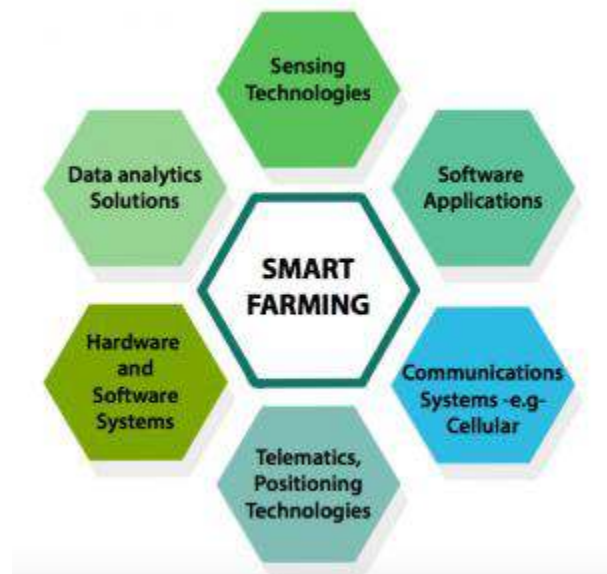 Sensing
Technologies
Data analytics
Solutions
Software
Applications
SMART
FARMING
Hardware
and
Software
Systems
Communications
Systems -e.g-
Cellular
Telematics,
Positioning
Technologies